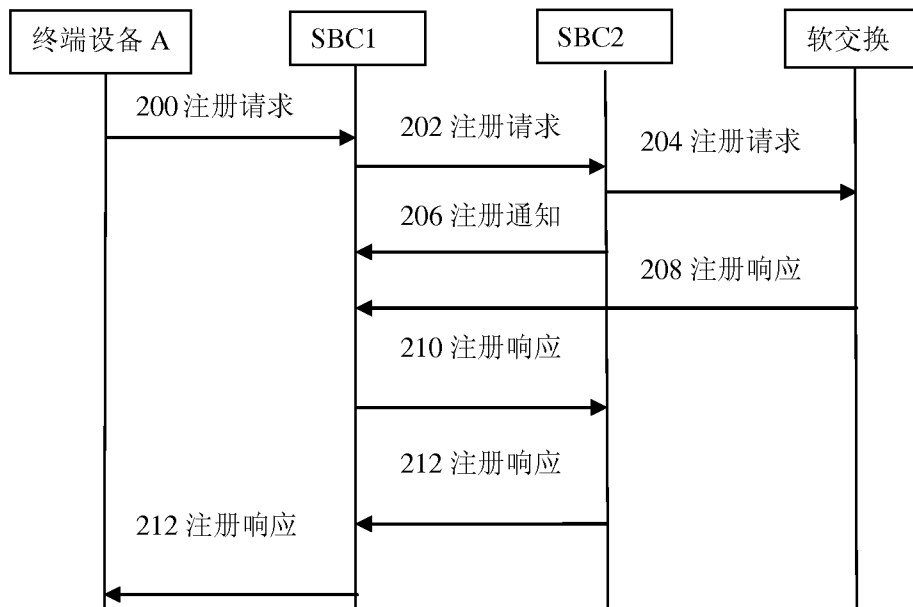 终端设备 A
SBC1
SBC2
软交换
200 注册请求
202 注册请求
204 注册请求
206 注册通知
208 注册响应
210 注册响应
212 注册响应
212 注册响应